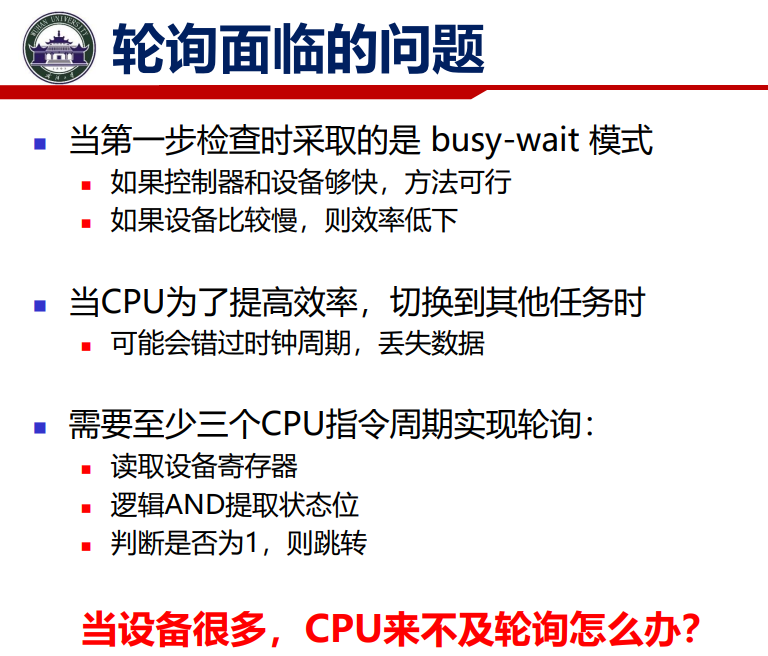 WUHAN UNIVERSITY
轮询面临的问题
当第一步检查时采取的是 busy-wait 模式
如果控制器和设备够快，方法可行
如果设备比较慢，则效率低下
当CPU为了提高效率，切换到其他任务时
可能会错过时钟周期，丢失数据
需要至少三个CPU指令周期实现轮询：
读取设备寄存器
逻辑AND提取状态位
判断是否为1，则跳转
当设备很多，CPU来不及轮询怎么办？